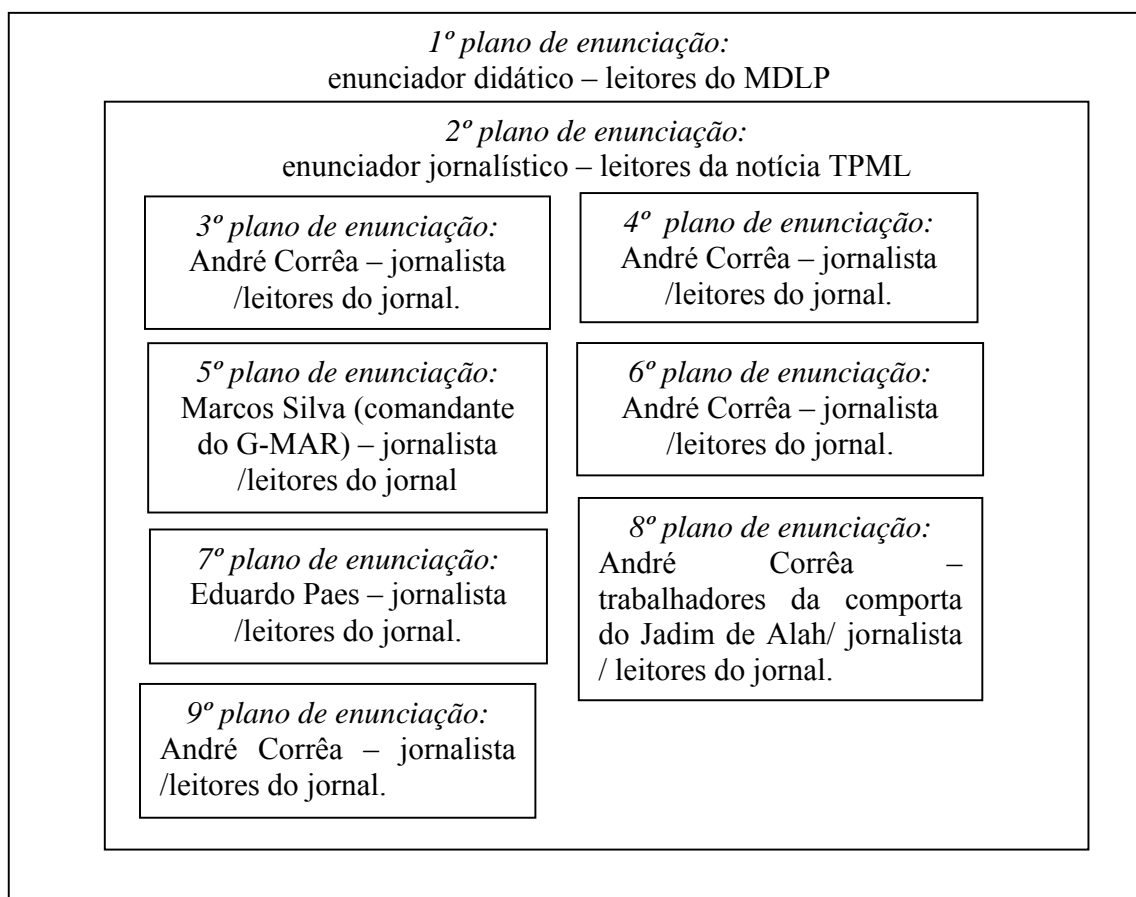 1º plano de enunciação:
enunciador didático – leitores do MDLP
2º plano de enunciação:
enunciador jornalístico – leitores da notícia TPML
3º plano de enunciação:
André Corrêa – jornalista
/leitores do jornal.
4º plano de enunciação:
André Corrêa – jornalista
/leitores do jornal.
5º plano de enunciação:
Marcos Silva (comandante
do G-MAR) – jornalista
/leitores do jornal
6º plano de enunciação:
André Corrêa – jornalista
/leitores do jornal.
7º plano de enunciação:
Eduardo Paes – jornalista
/leitores do jornal.
8º plano de enunciação:
André Corrêa –
trabalhadores da comporta
do Jadim de Alah/ jornalista
/ leitores do jornal.
9º plano de enunciação:
André Corrêa – jornalista
/leitores do jornal.